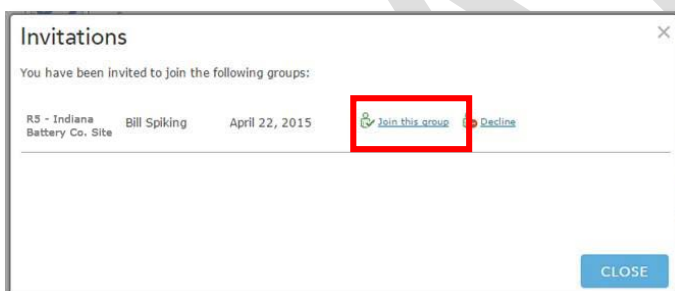 Invitations
You have been invited to join the following groups:
R5 - Indiana
Battery Co. Site
Bill Spiking
April 22, 2015
Join this group
Decline
CLOSE